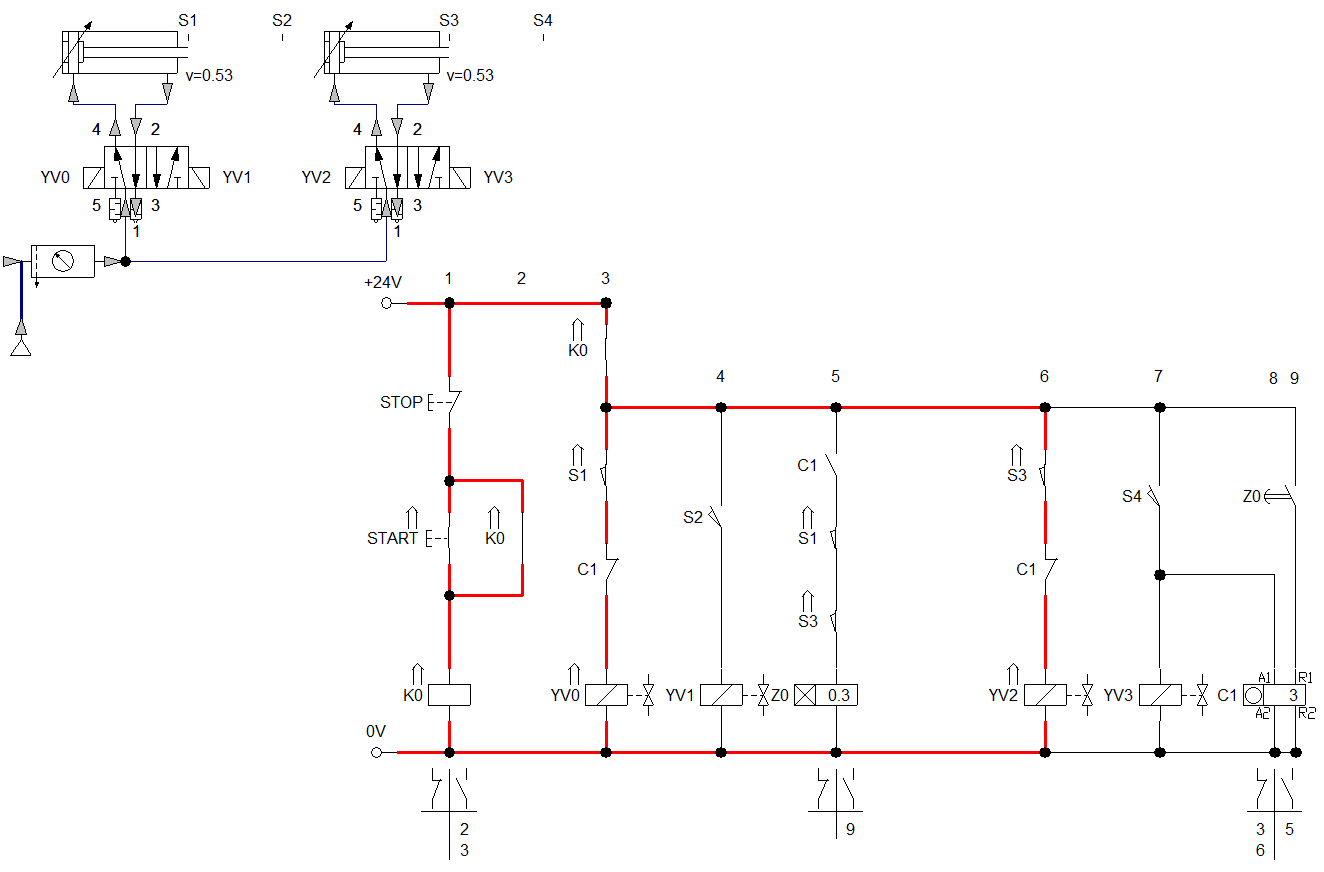 S1 S2 S3 S4
v=0.53 v=0.53
4 2 4 2
YV0 YV1 YV2 YV3
5 3 5 3
1 1
+24V 1 2 3
K0
4 5 6 7 8 9
STOP
C1
S1 S3
S4 Z0
S2
START K0 S1
C1 C1
S3
A1 R1
K0 YV0 YV1 Z0 0.3 YV2 YV3 C1 3
A2 R2
0V
2 9 3 5
3 6